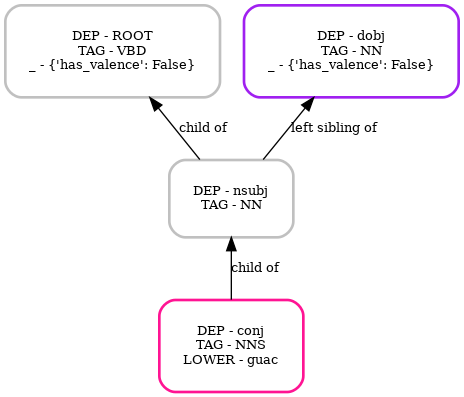 DEP - ROOT
TAG - VBD
_ - {'has_valence': False}
DEP - dobj
TAG - NN
_ - {'has_valence': False}
child of
left sibling of
DEP - nsubj
TAG - NN
child of
DEP - conj
TAG - NNS
LOWER - guac